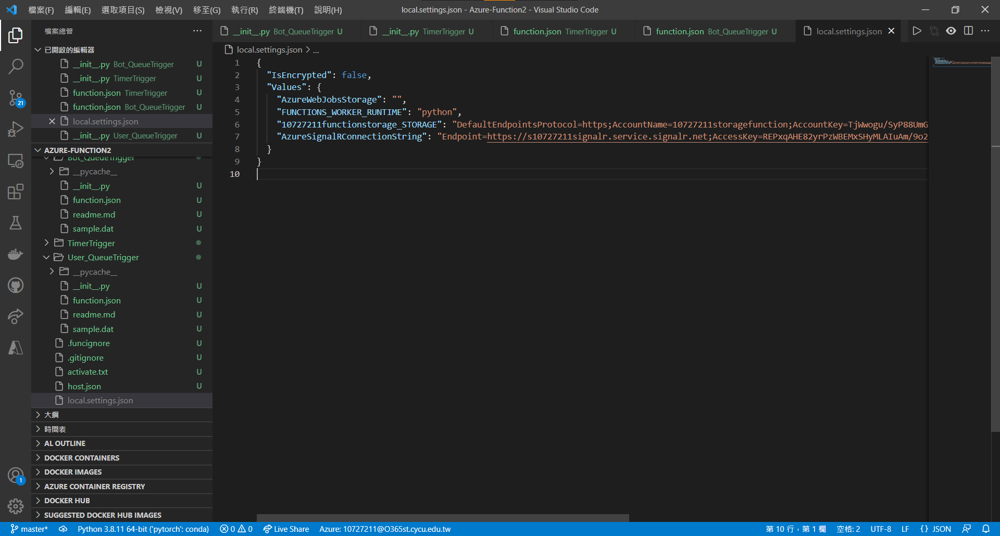 檔案(F) 編輯(E) 選取項目(S) 檢視(V) 移至(G) 執行(R) 終端機(T) 說明(H) local.settings.json - Azure-Function2 - Visual Studio Code
檔案總管 ···
__init__.py Bot_QueueTrigger U __init__.py TimerTrigger U function.json TimerTrigger U function.json Bot_QueueTrigger U local.settings.json
已開啟的編輯器
__init__.py Bot_QueueTrigger U
__init__.py TimerTrigger U
function.json TimerTrigger U
function.json Bot_QueueTrigger U
local.settings.json
__init__.py User_QueueTrigger U
AZURE-FUNCTION2
Bot_QueueTrigger
__pycache__
__init__.py U
function.json U
readme.md U
sample.dat U
TimerTrigger
User_QueueTrigger
__pycache__
__init__.py U
function.json U
readme.md U
sample.dat U
.funcignore U
.gitignore U
activate.txt U
host.json U
local.settings.json
大綱
時間表
AL OUTLINE
DOCKER CONTAINERS
DOCKER IMAGES
AZURE CONTAINER REGISTRY
DOCKER HUB
SUGGESTED DOCKER HUB IMAGES
21
1
local.settings.json > ...
1 {
2 "IsEncrypted": false,
3 "Values": {
4 "AzureWebJobsStorage": "",
5 "FUNCTIONS_WORKER_RUNTIME": "python",
6 "10727211functionstorage_STORAGE": "DefaultEndpointsProtocol=https;AccountName=10727211storagefunction;AccountKey=TjWwogu/SyP88UmG
7 "AzureSignalRConnectionString": "Endpoint=https://s10727211signalr.service.signalr.net;AccessKey=REPxqAHE82yrPzWBEMxSHyMLAIuAm/9o2
8 }
9 }
10
master* Python 3.8.11 64-bit ('pytorch': conda) 0 0 Live Share Azure: 10727211@O365st.cycu.edu.tw 第 10 行，第 1 欄 空格: 2 UTF-8 LF {} JSON